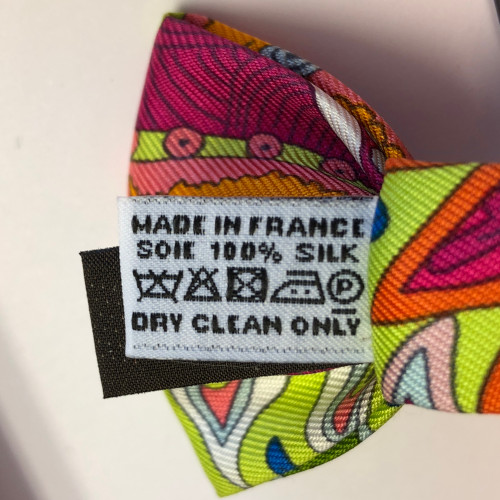 MADE IN FRANCE
SOIE 100% SILK
P
DRY CLEAN ONLY